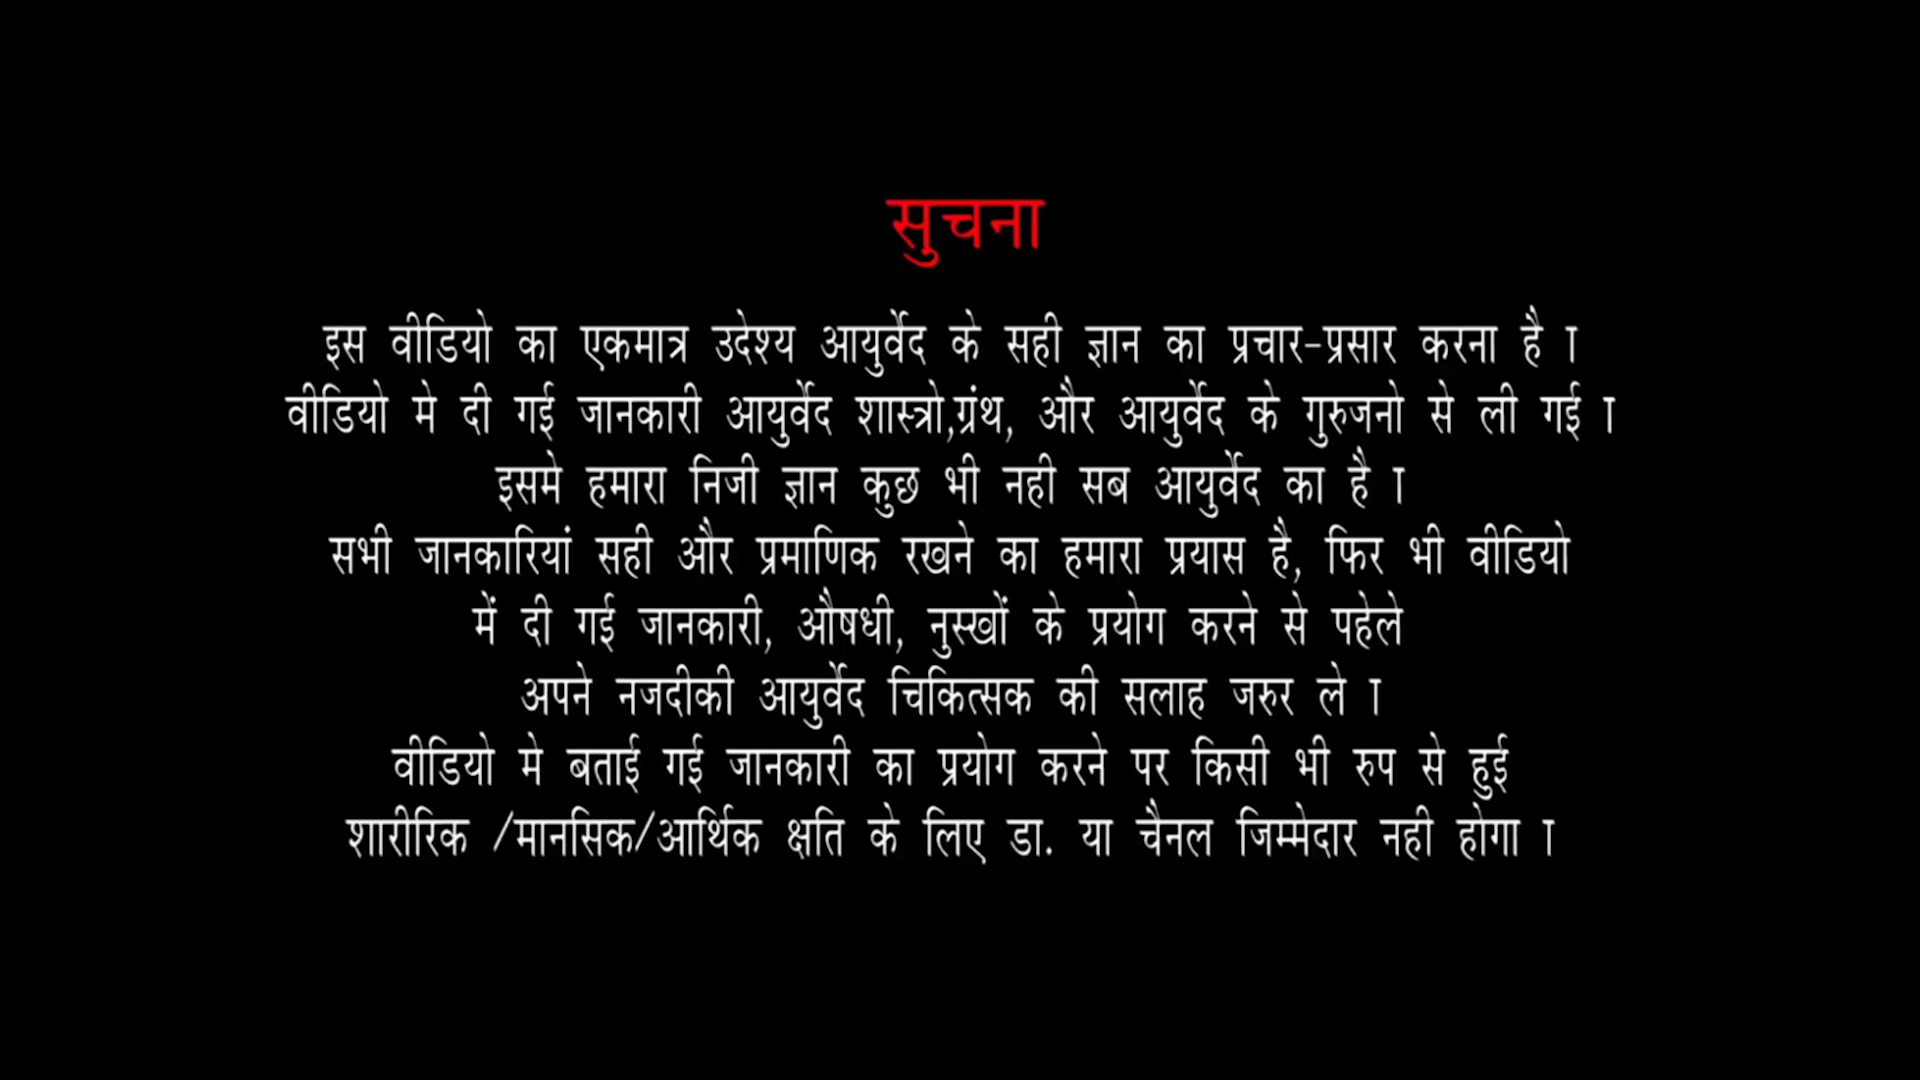 सुचना
इस वीडियो का एकमात्र उदेश्य आयुर्वेद के सही ज्ञान का प्रचार-प्रसार करना है ।
वीडियो मे दी गई जानकारी आयुर्वेद शास्त्रो,ग्रंथ, और आयुर्वेद के गुरुजनो से ली गई ।
इसमे हमारा निजी ज्ञान कुछ भी नही सब आयुर्वेद का है ।
सभी जानकारियां सही और प्रमाणिक रखने का हमारा प्रयास है, फिर भी वीडियो
में दी गई जानकारी, औषधी, नुस्खों के प्रयोग करने से पहेले
अपने नजदीकी आयुर्वेद चिकित्सक की सलाह जरुर ले ।
वीडियो मे बताई गई जानकारी का प्रयोग करने पर किसी भी रुप से हुई
शारीरिक /मानसिक/आर्थिक क्षति के लिए डा. या चैनल जिम्मेदार नही होगा ।